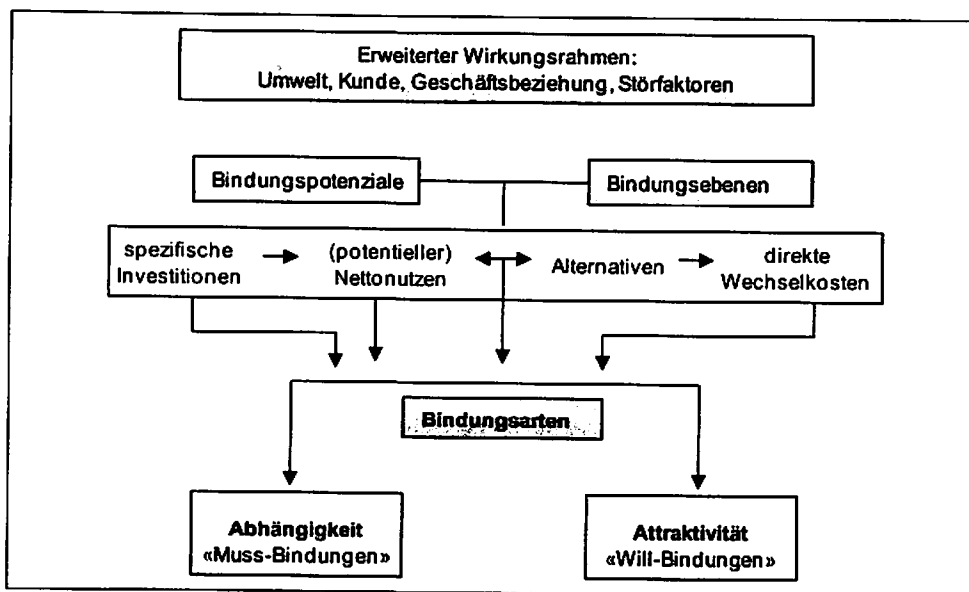 Erweiterter Wirkungsrahmen:
Umwelt, Kunde, Geschäftsbeziehung, Störfaktoren
Bindungspotenziale
Bindungsebenen
spezifische
Investitionen
(potentieller)
Nettonutzen
Alternativen
direkte
Wechselkosten
Bindungsarten
Abhängigkeit
«Muss-Bindungen»
Attraktivität
«Will-Bindungen»